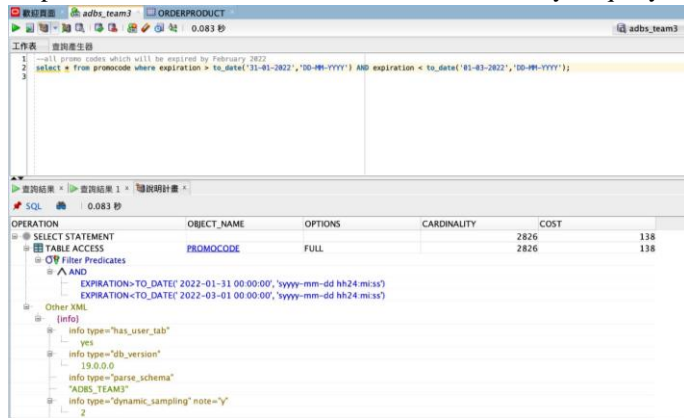 歡迎頁面 adbs_team3 ORDERPRODUCT
0.083 秒 adbs_team3
工作表 查詢產生器
1 --all promo codes which will be expired by February 2022
2 select * from promocode where expiration > to_date('31-01-2022','DD-MM-YYYY') AND expiration < to_date('01-03-2022','DD-MM-YYYY');
3
查詢結果 × 查詢結果 1 × 說明計畫 ×
SQL 0.083 秒
OPERATION OBJECT_NAME OPTIONS CARDINALITY COST
SELECT STATEMENT 2826 138
TABLE ACCESS PROMOCODE FULL 2826 138
Filter Predicates
AND
EXPIRATION>TO_DATE(' 2022-01-31 00:00:00', 'syyyy-mm-dd hh24:mi:ss')
EXPIRATION<TO_DATE(' 2022-03-01 00:00:00', 'syyyy-mm-dd hh24:mi:ss')
Other XML
{info}
info type="has_user_tab"
yes
info type="db_version"
19.0.0.0
info type="parse_schema"
"ADBS_TEAM3"
info type="dynamic_sampling" note="y"
2